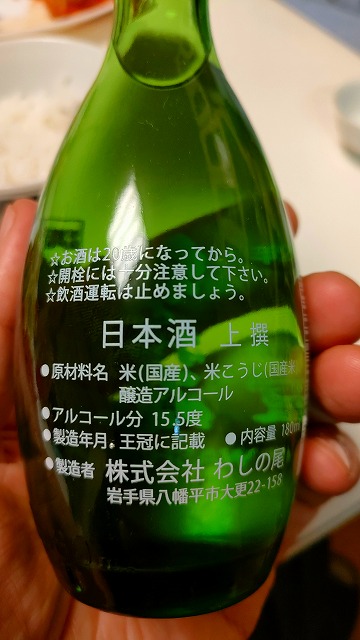 ☆お酒は20歳になってから。
☆開栓には十分注意して下さい。
☆飲酒運転は止めましょう。
日本酒 上撰
●原材料名 米(国産)、米こうじ(国産米
醸造アルコール
●アルコール分 15.5度
●製造年月。王冠に記載 ●内容量 180m
●製造者 株式会社 わしの尾
岩手県八幡平市大更22-158